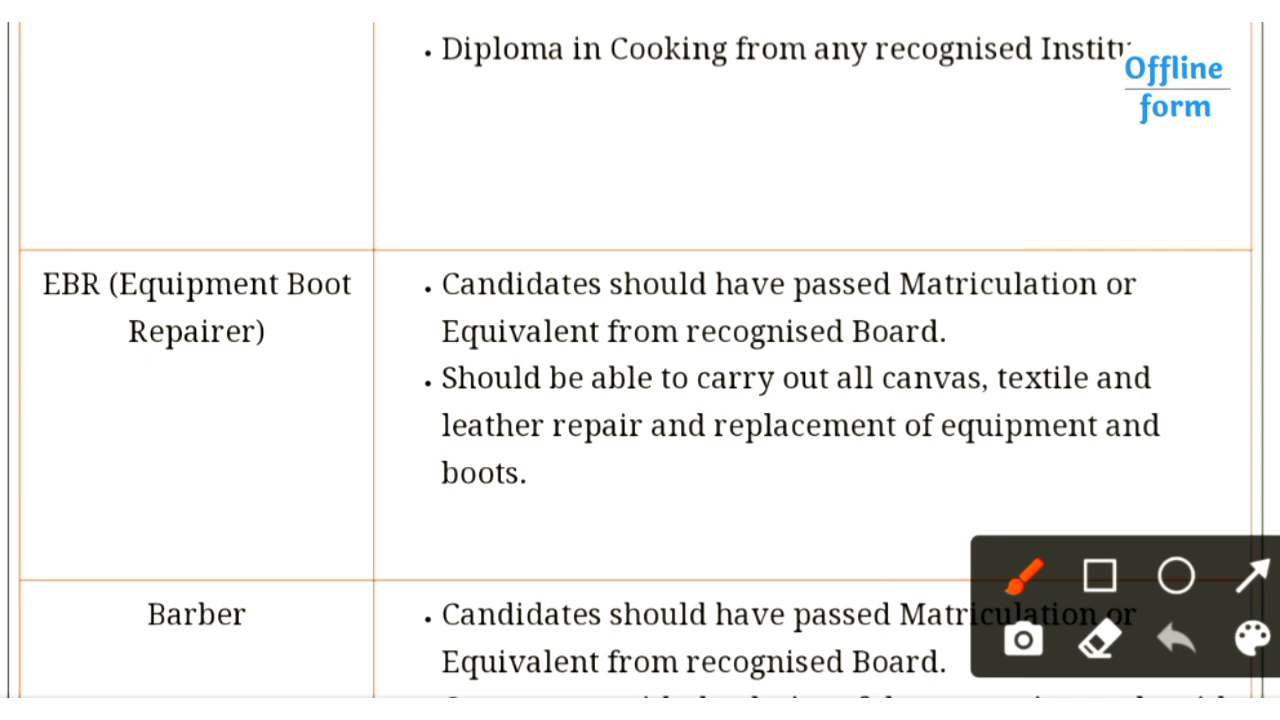 • Diploma in Cooking from any recognised
Offline
form
EBR (Equipment Boot
Repairer)
• Candidates should have passed Matriculation or
Equivalent from recognised Board.
• Should be able to carry out all canvas, textile and
leather repair and replacement of equipment and
boots.
Barber
• Candidates should have passed Matriculation or
Equivalent from recognised Board.